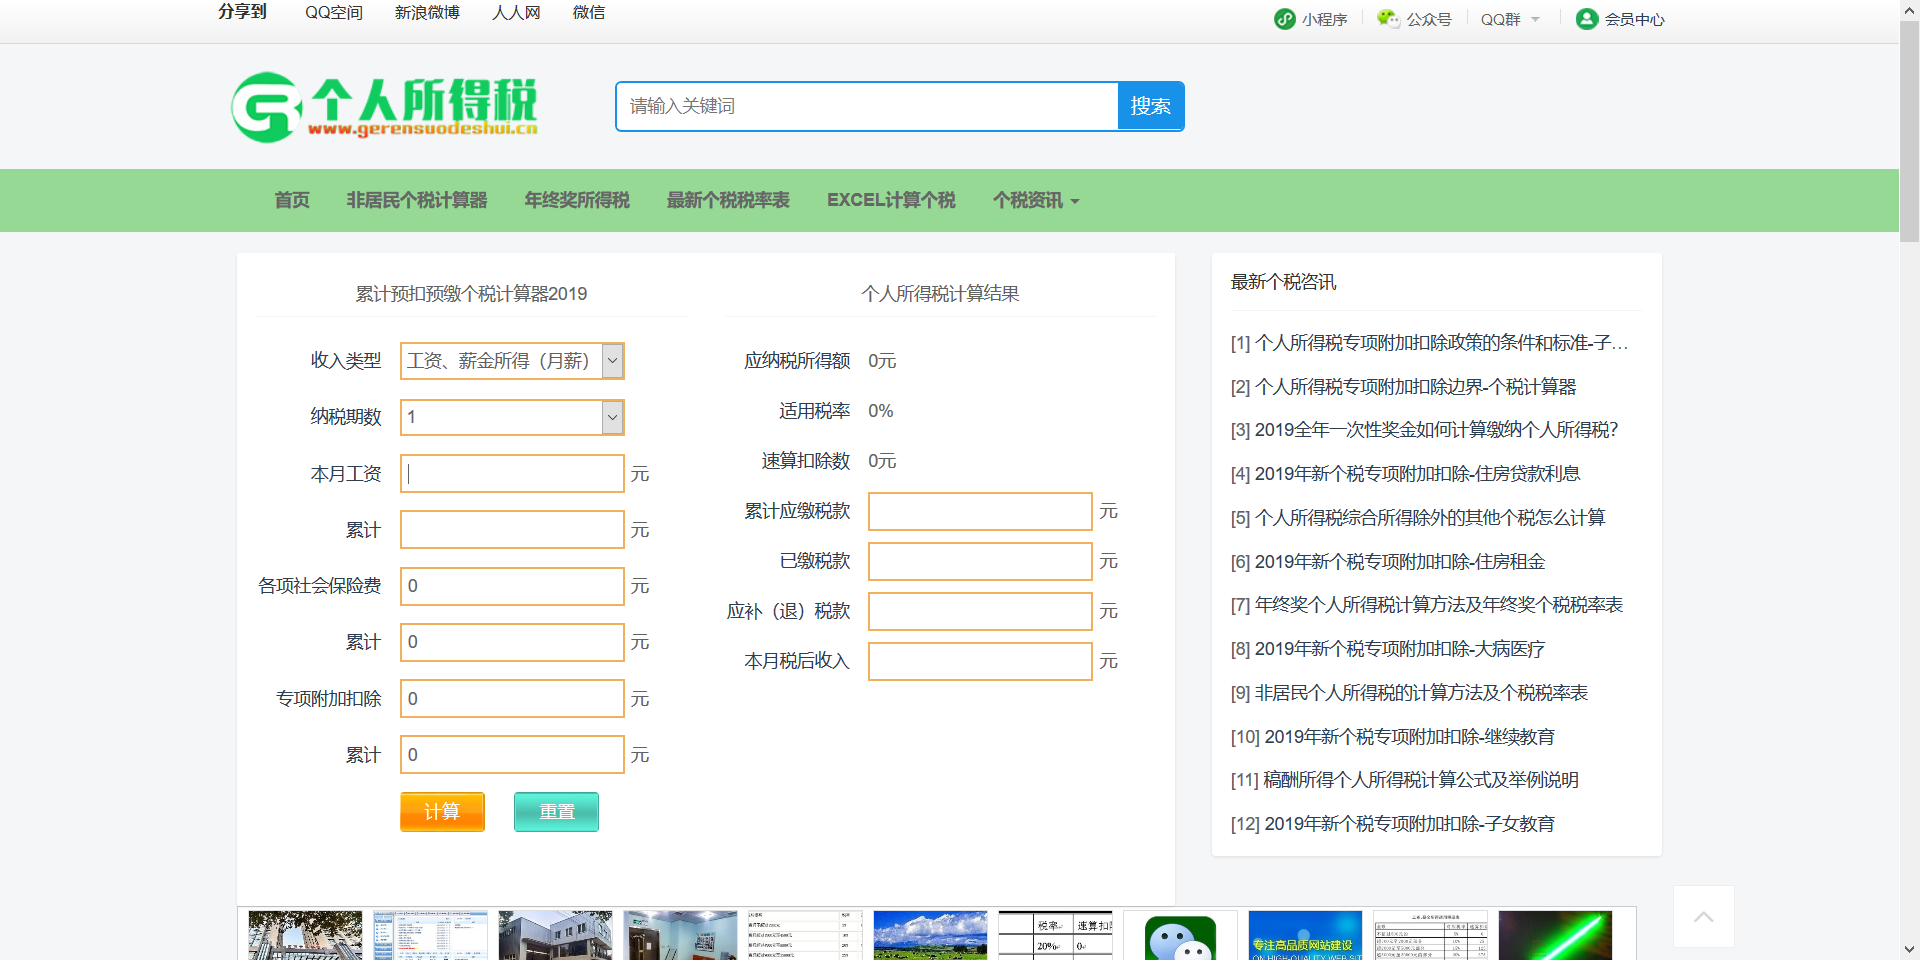 分享到 QQ空间 新浪微博 人人网 微信 小程序 公众号 QQ群 会员中心
个人所得税
www.gerensuodeshui.cn
请输入关键词 搜索
首页 非居民个税计算器 年终奖所得税 最新个税税率表 EXCEL计算个税 个税资讯
累计预扣预缴个税计算器2019
收入类型 工资、薪金所得（月薪）
纳税期数 1
本月工资 元
累计 元
各项社会保险费 0 元
累计 0 元
专项附加扣除 0 元
累计 0 元
计算 重置
个人所得税计算结果
应纳税所得额 0元
适用税率 0%
速算扣除数 0元
累计应缴税款 元
已缴税款 元
应补（退）税款 元
本月税后收入 元
最新个税咨讯
[1] 个人所得税专项附加扣除政策的条件和标准-子…
[2] 个人所得税专项附加扣除边界-个税计算器
[3] 2019全年一次性奖金如何计算缴纳个人所得税?
[4] 2019年新个税专项附加扣除-住房贷款利息
[5] 个人所得税综合所得除外的其他个税怎么计算
[6] 2019年新个税专项附加扣除-住房租金
[7] 年终奖个人所得税计算方法及年终奖个税税率表
[8] 2019年新个税专项附加扣除-大病医疗
[9] 非居民个人所得税的计算方法及个税税率表
[10] 2019年新个税专项附加扣除-继续教育
[11] 稿酬所得个人所得税计算公式及举例说明
[12] 2019年新个税专项附加扣除-子女教育
税率 速算扣
20% 0
专注高品质网站建设
ON HIGH-QUALITY WEB SIT